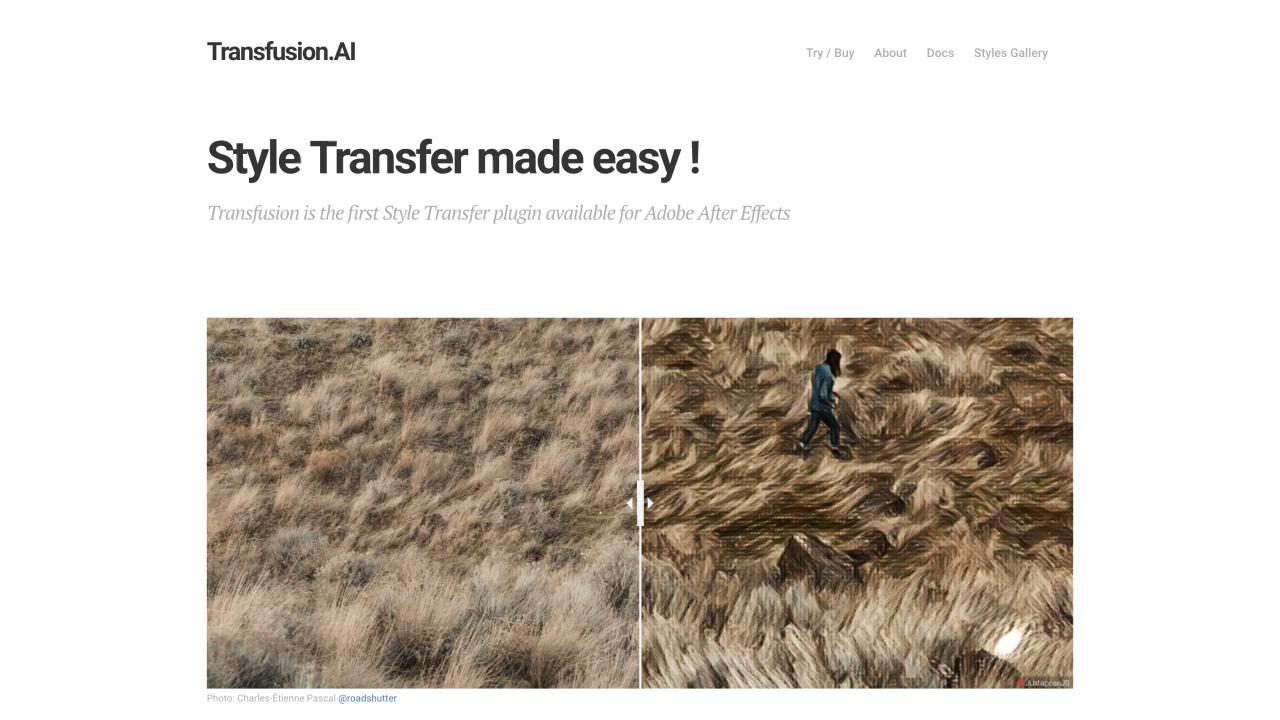 Transfusion.AI
Try / Buy About Docs Styles Gallery
Style Transfer made easy !
Transfusion is the first Style Transfer plugin available for Adobe After Effects
JuxtaposeJS
Photo: Charles-Étienne Pascal @roadshutter